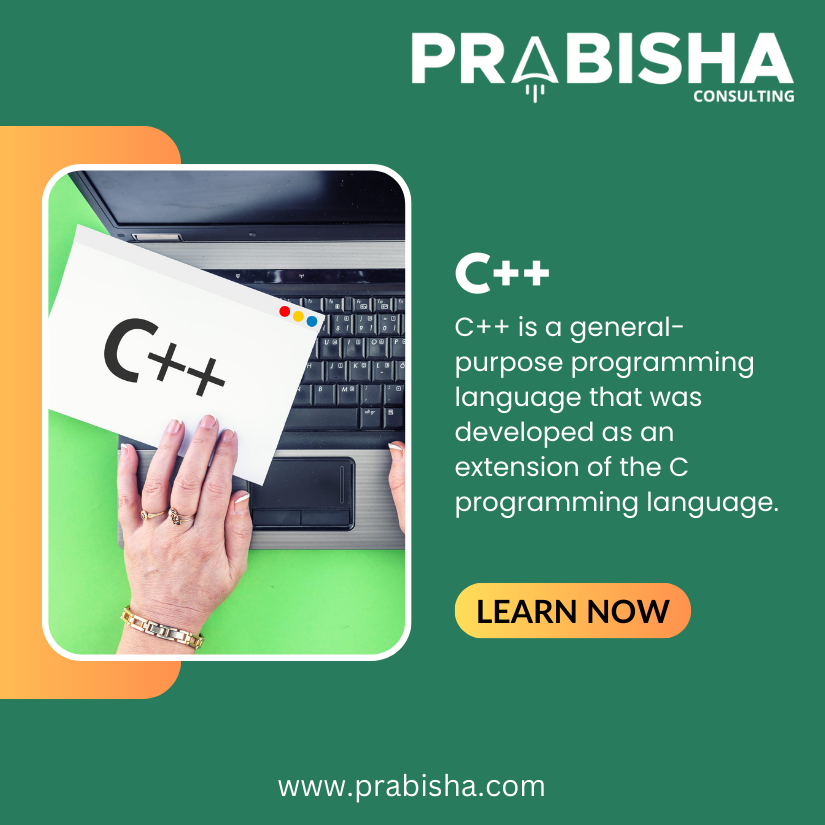 PRABISHA
CONSULTING
C++
C++
C++ is a general-
purpose programming
language that was
developed as an
extension of the C
programming language.
LEARN NOW
www.prabisha.com